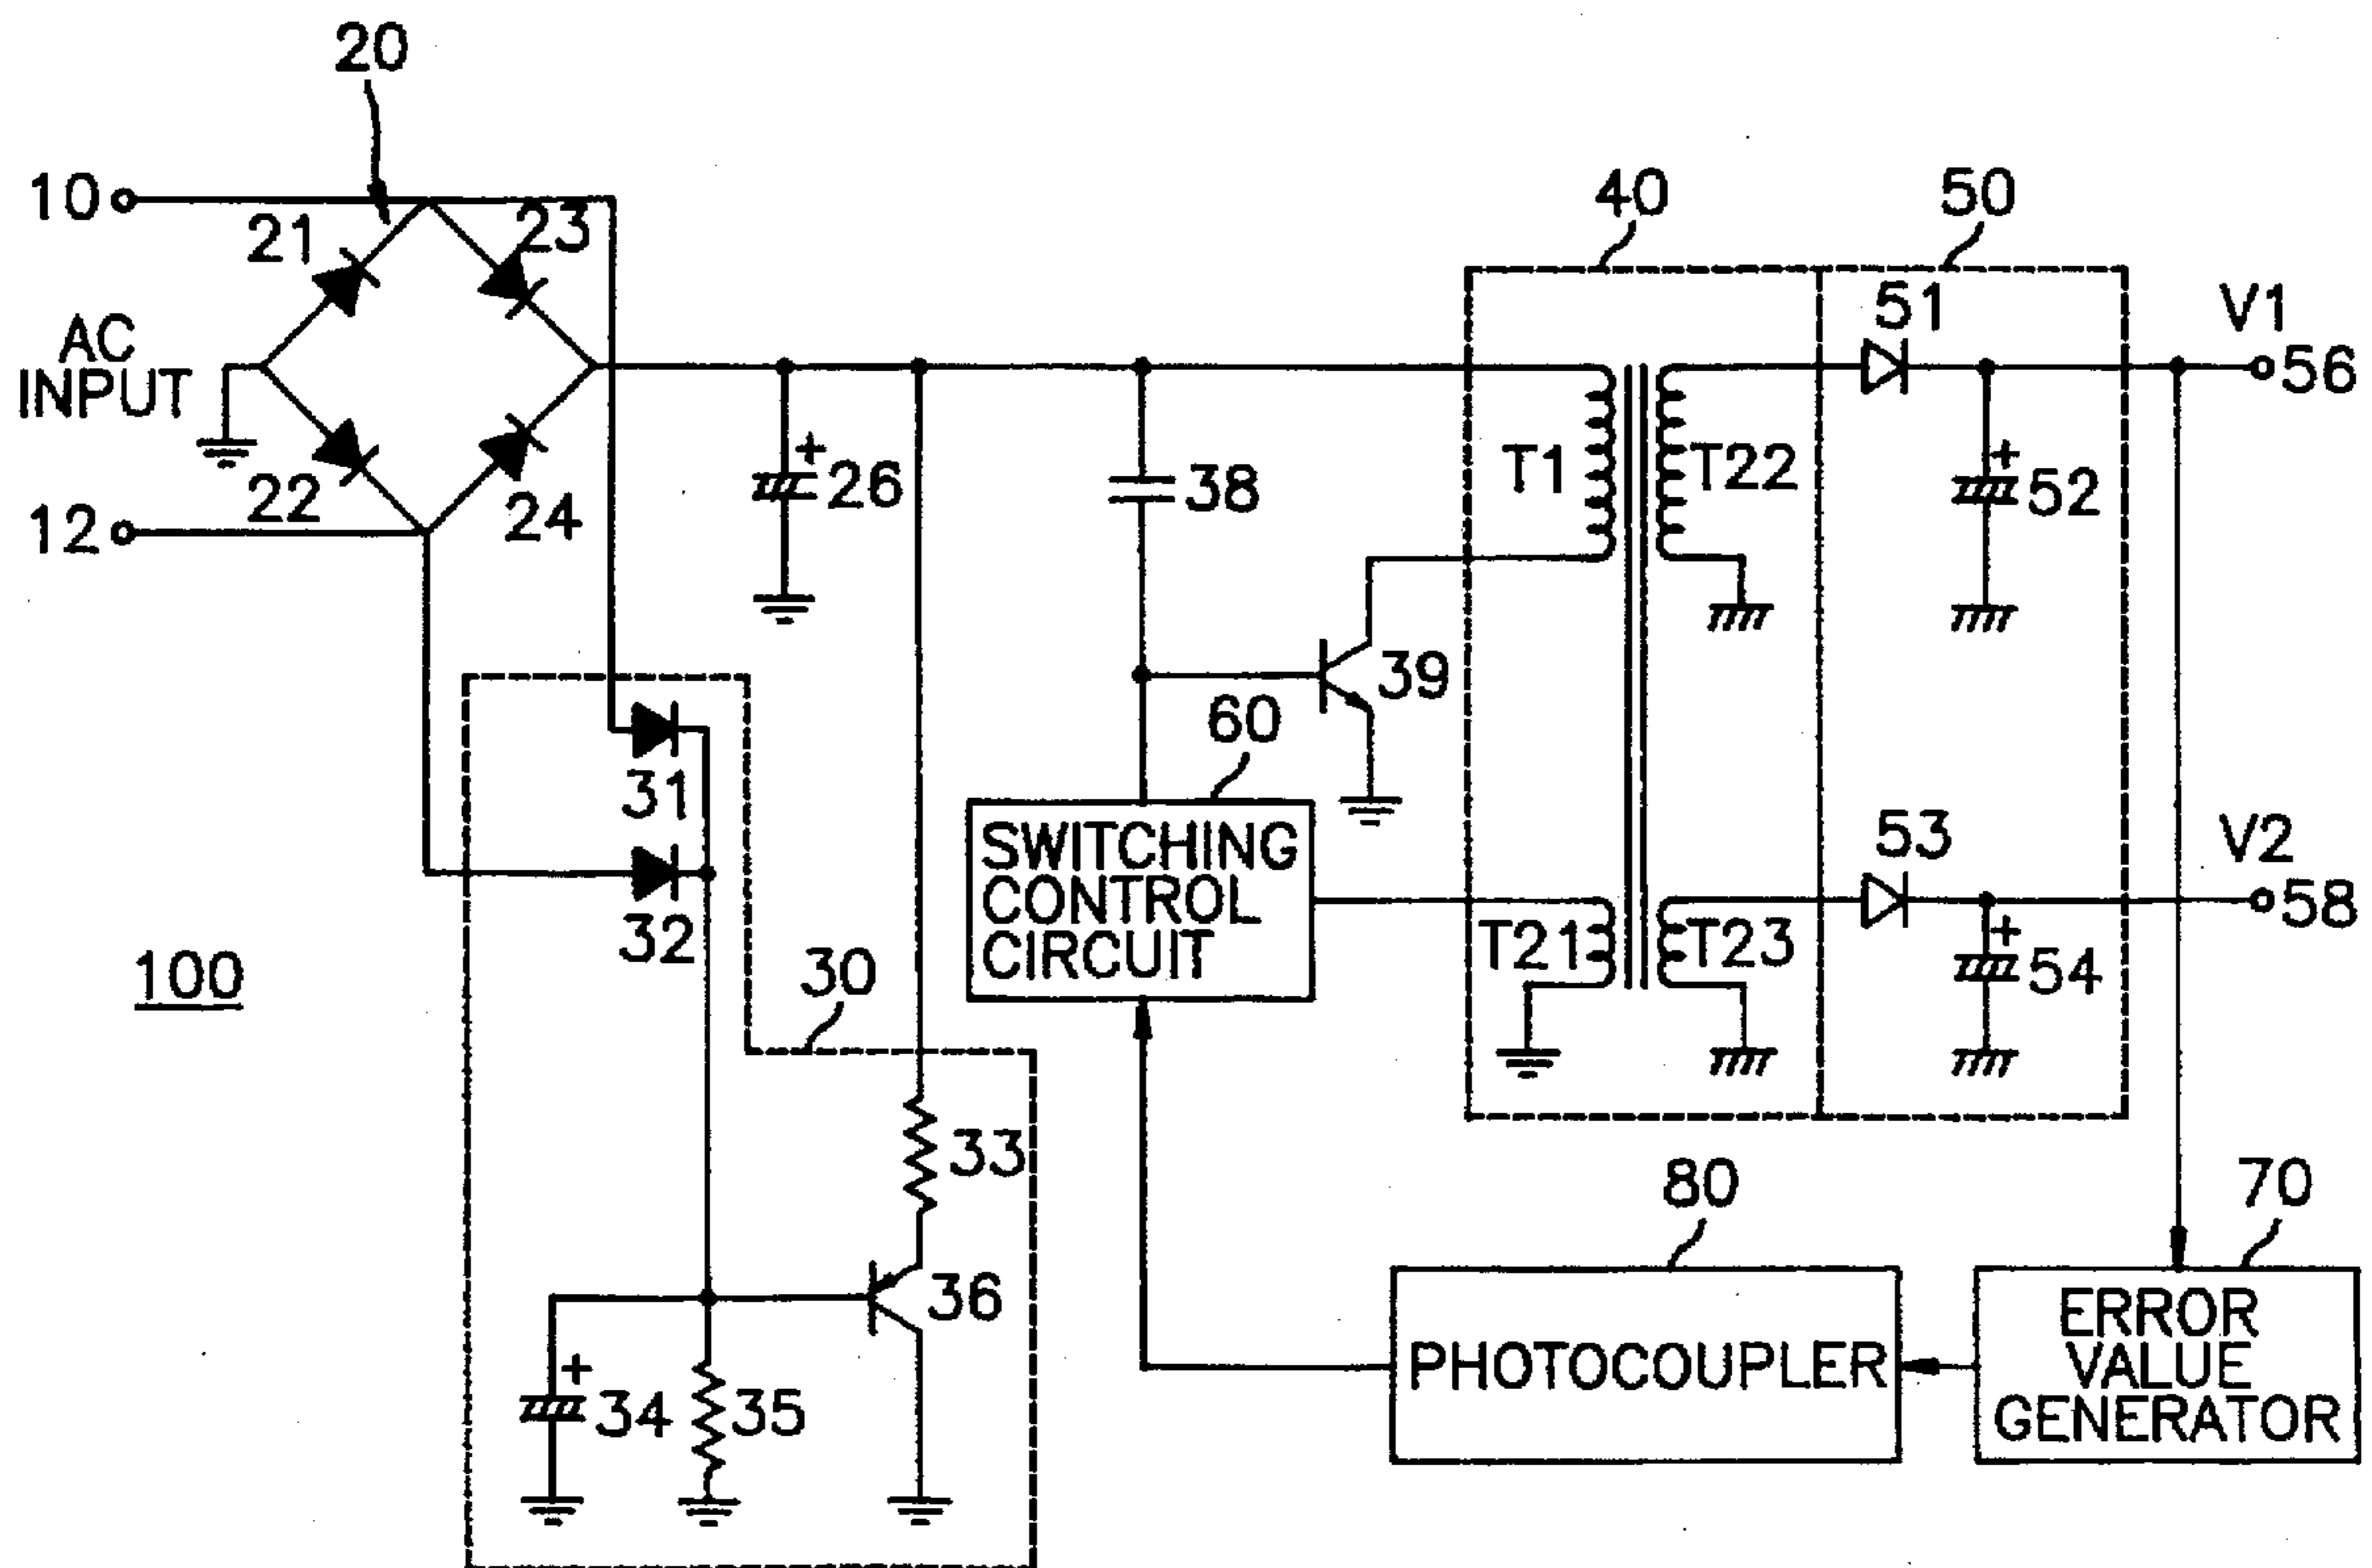 20
10
21
23
40
50
AC
INPUT
51
V1
56
T1
T22
+
26
38
+
52
22
24
12
39
60
31
SWITCHING
CONTROL
CIRCUIT
53
V2
58
32
T21
T23
+
54
100
30
33
80
70
36
ERROR
VALUE
GENERATOR
PHOTOCOUPLER
+
34
35